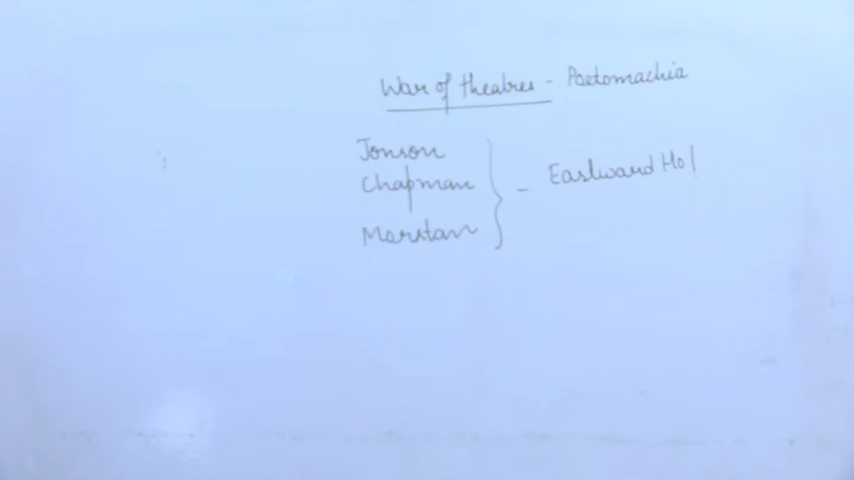 War of theatres - Poetomachia
Jonson
Chapman - Eastward Ho!
Marston